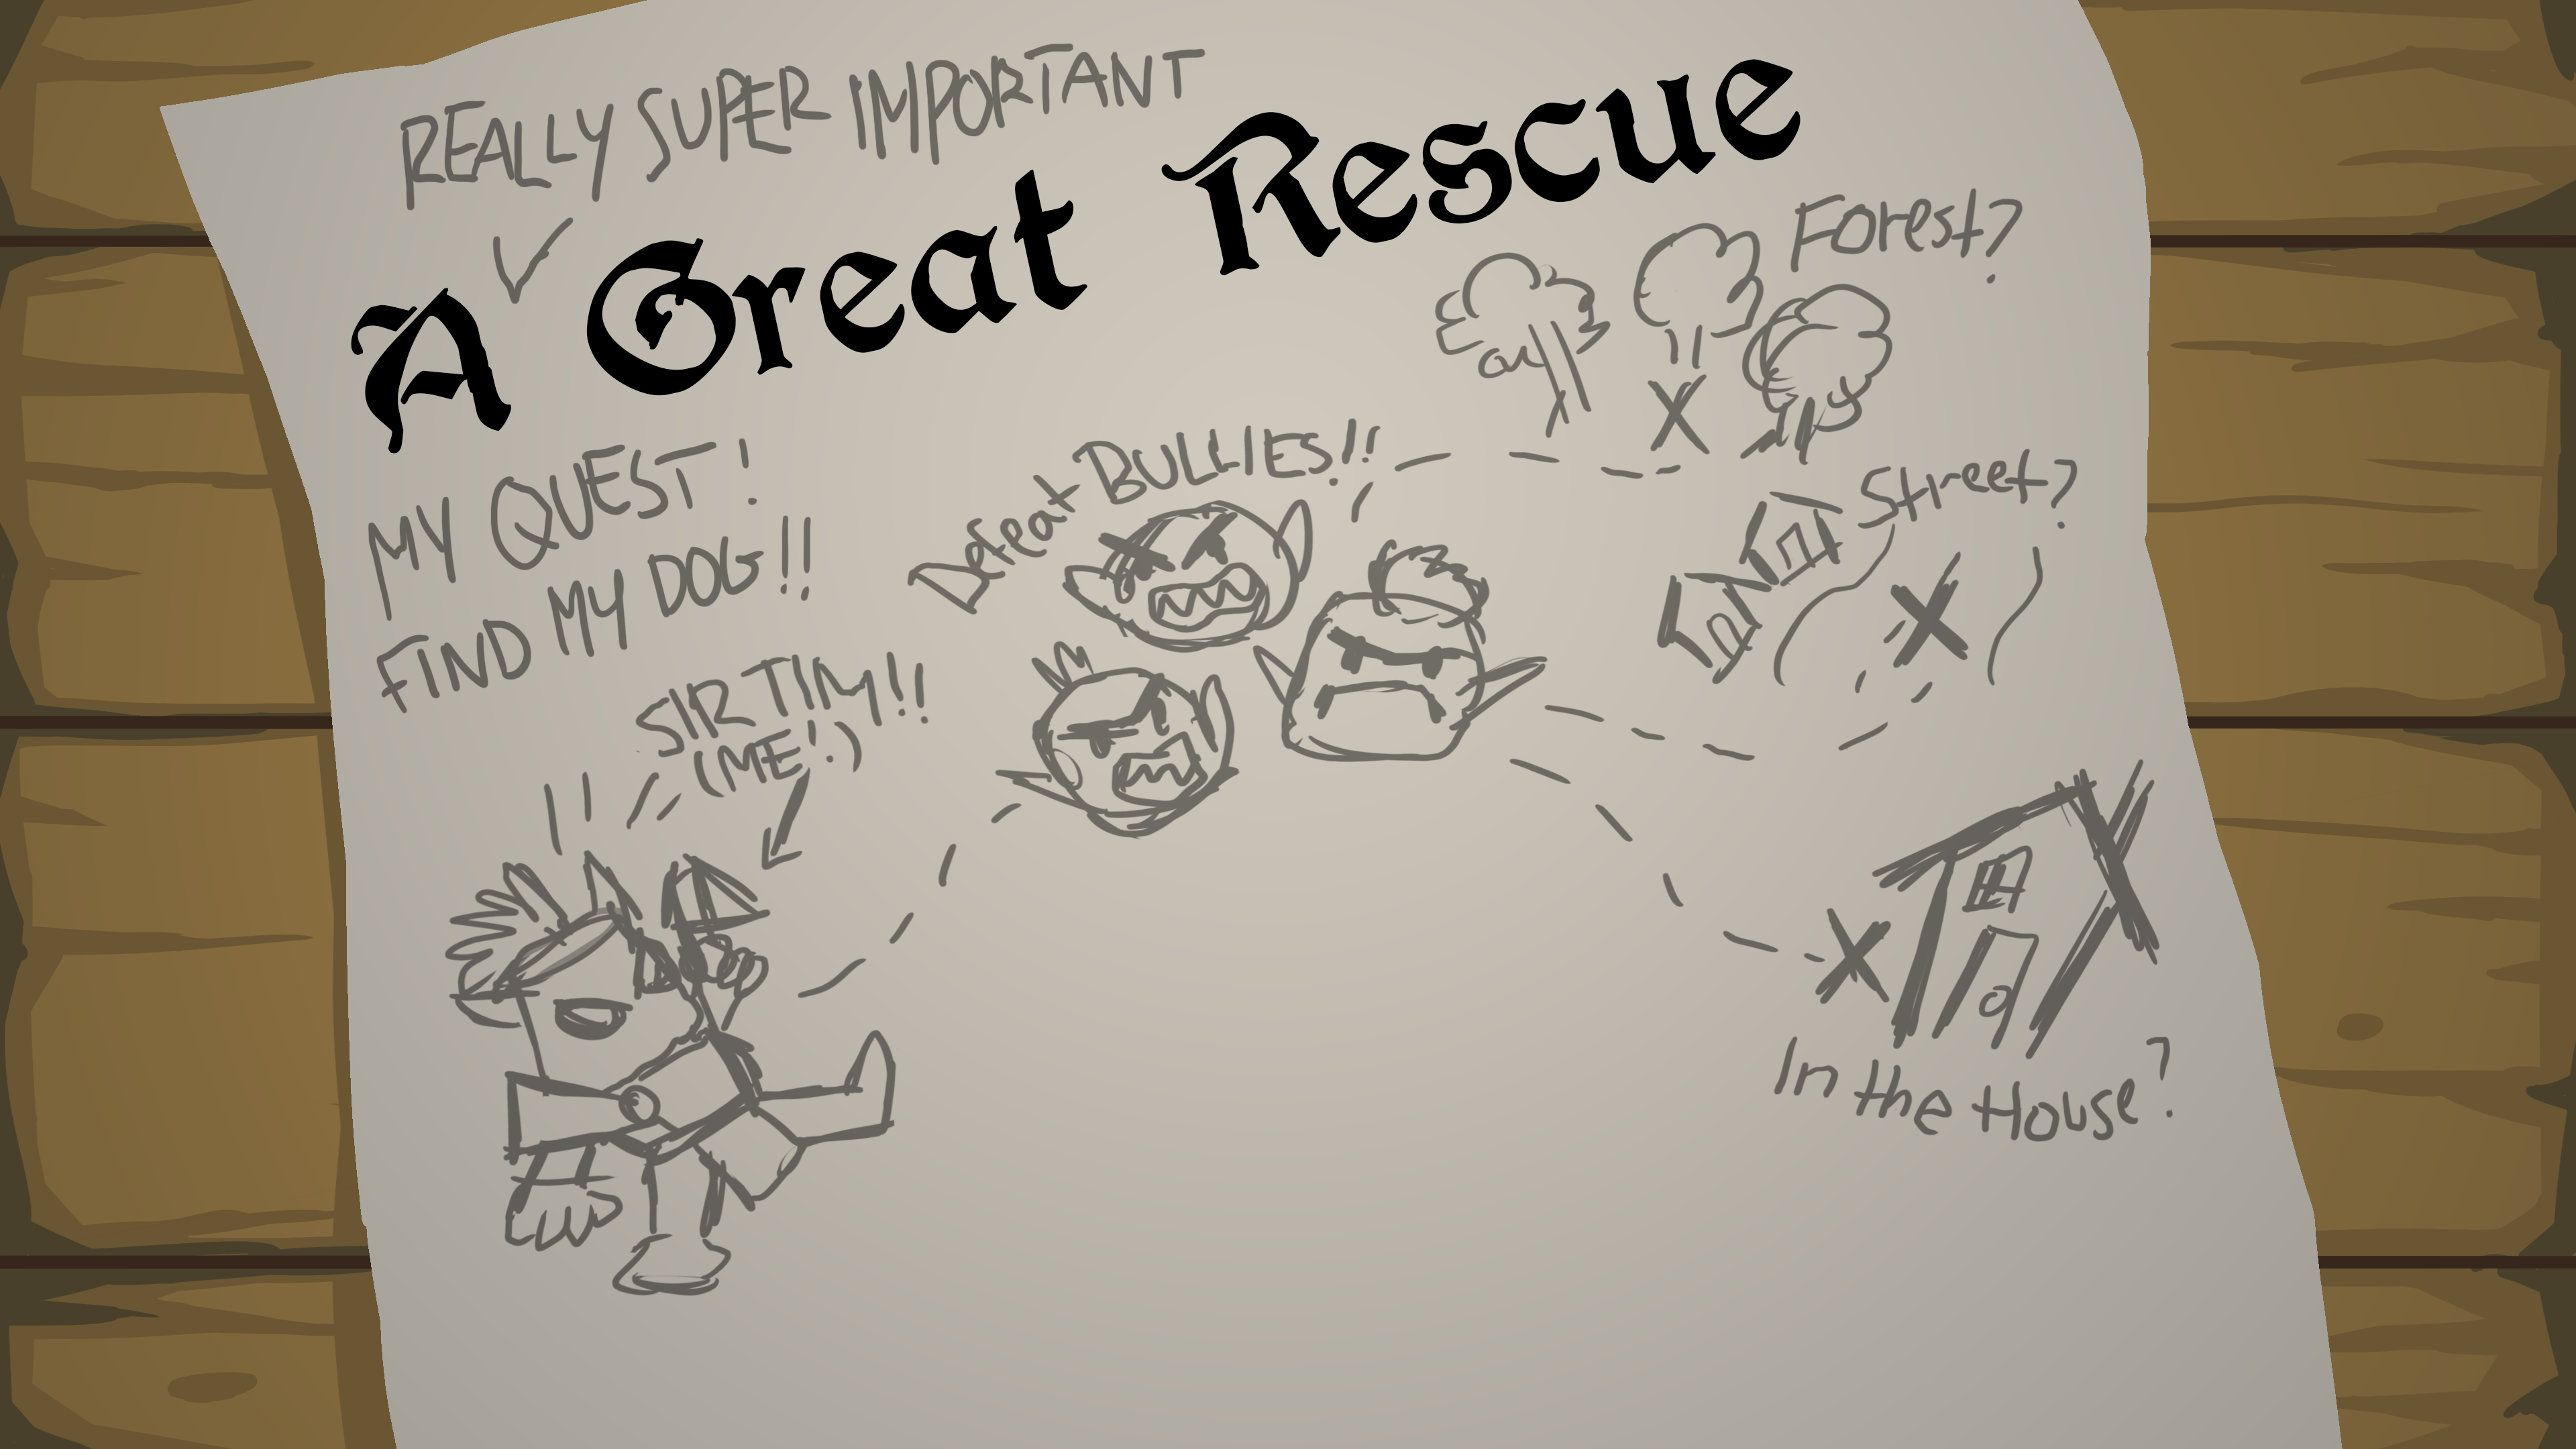 REALLY SUPER IMPORTANT
A Great Rescue
MY QUEST!
FIND MY DOG!!
SIR TIM!!
(ME!)
Defeat BULLIES!!
Forest?
Street?
In the House?